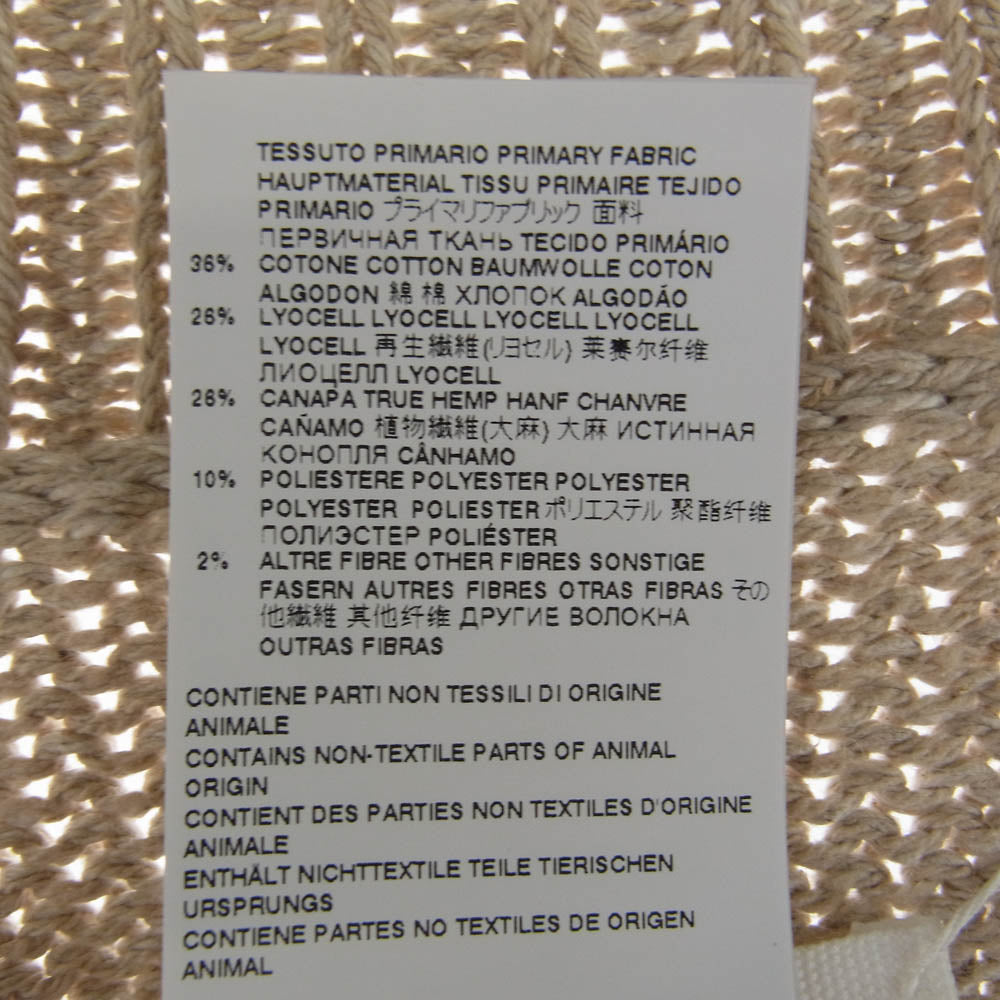 TESSUTO PRIMARIO PRIMARY FABRIC
HAUPTMATERIAL TISSU PRIMAIRE TEJIDO
PRIMARIO プライマリファブリック 面料
ПЕРВИЧНАЯ ТКАНЬ TECIDO PRIMÁRIO
36% COTONE COTTON BAUMWOLLE COTON
ALGODON 綿 棉 ХЛОПОК ALGODÃO
26% LYOCELL LYOCELL LYOCELL LYOCELL
LYOCELL 再生繊維(リヨセル) 莱赛尔纤维
ЛИОЦЕЛЛ LYOCELL
26% CANAPA TRUE HEMP HANF CHANVRE
CAÑAMO 植物繊維(大麻) 大麻 ИСТИННАЯ
КОНОПЛЯ CÂNHAMO
10% POLIESTERE POLYESTER POLYESTER
POLYESTER POLIESTER ポリエステル 聚酯纤维
ПОЛИЭСТЕР POLIÉSTER
2% ALTRE FIBRE OTHER FIBRES SONSTIGE
FASERN AUTRES FIBRES OTRAS FIBRAS その
他繊維 其他纤维 ДРУГИЕ ВОЛОКНА
OUTRAS FIBRAS
CONTIENE PARTI NON TESSILI DI ORIGINE
ANIMALE
CONTAINS NON-TEXTILE PARTS OF ANIMAL
ORIGIN
CONTIENT DES PARTIES NON TEXTILES D'ORIGINE
ANIMALE
ENTHÄLT NICHTTEXTILE TEILE TIERISCHEN
URSPRUNGS
CONTIENE PARTES NO TEXTILES DE ORIGEN
ANIMAL